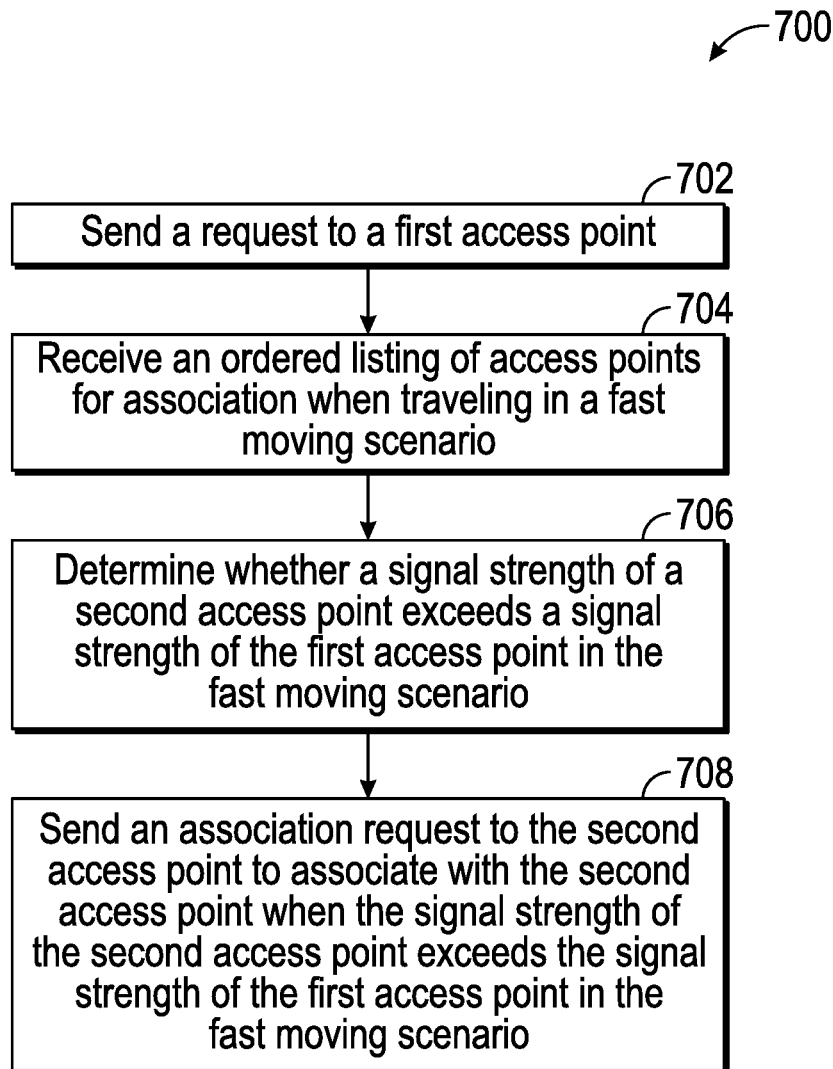 700
702
Send a request to a first access point
704
Receive an ordered listing of access points
for association when traveling in a fast
moving scenario
706
Determine whether a signal strength of a
second access point exceeds a signal
strength of the first access point in the
fast moving scenario
708
Send an association request to the second
access point to associate with the second
access point when the signal strength of
the second access point exceeds the signal
strength of the first access point in the
fast moving scenario